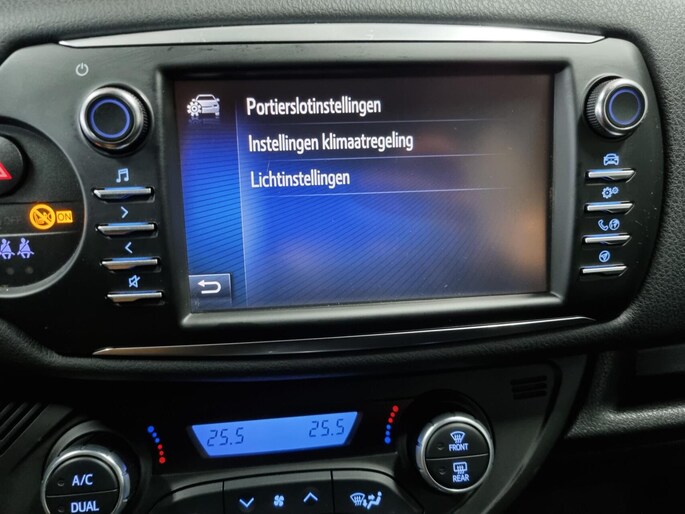 Portierslotinstellingen
Instellingen klimaatregeling
Lichtinstellingen
ON
25.5 25.5
A/C
DUAL
FRONT
REAR